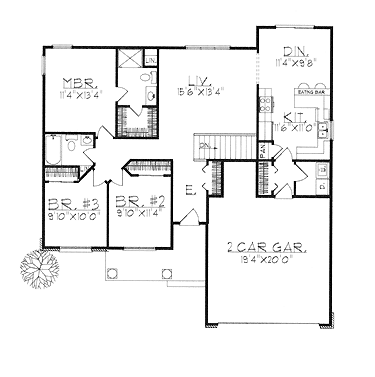 DIN.
11'4"X9'8"
LIN.
MBR.
11'4"X13'4"
LIV.
15'6"X13'4"
EATING BAR
KIT.
11'6"X11'0"
DN.
PAN.
BR. #3
9'10"X10'0"
BR. #2
9'10"X11'4"
E.
2 CAR GAR.
19'4"X20'0"